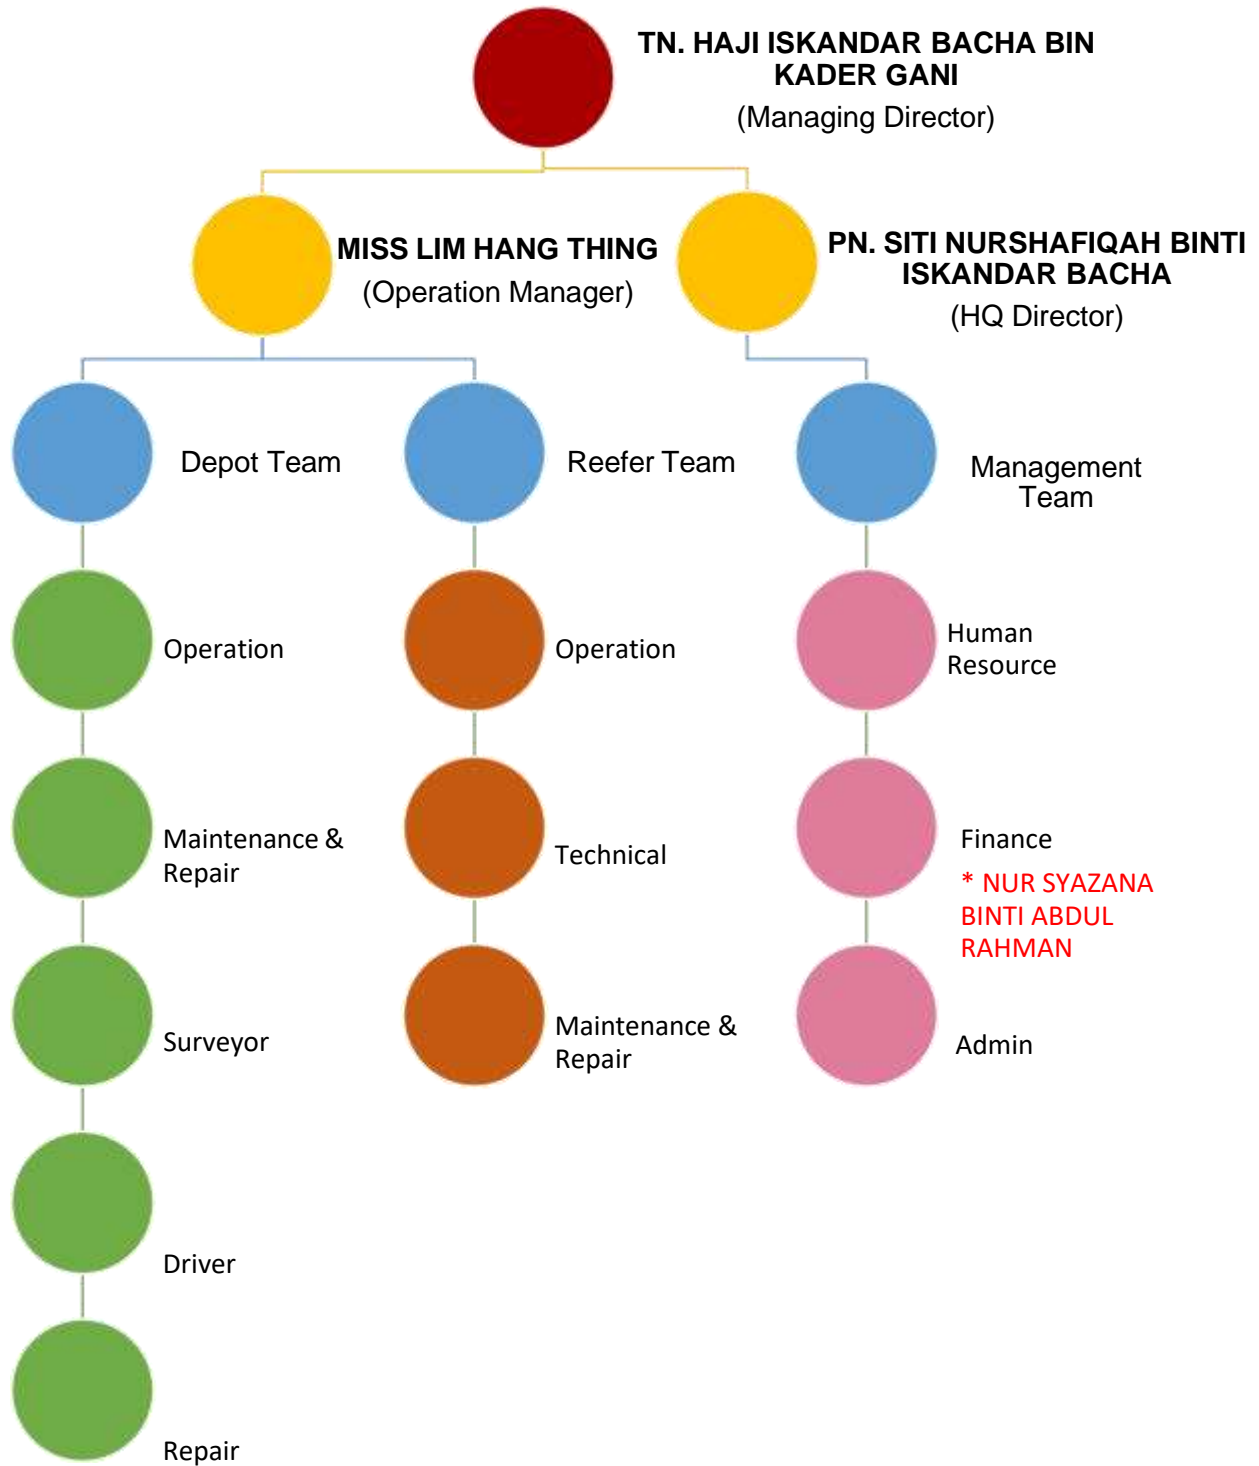 TN. HAJI ISKANDAR BACHA BIN
KADER GANI
(Managing Director)
MISS LIM HANG THING
(Operation Manager)
PN. SITI NURSHAFIQAH BINTI
ISKANDAR BACHA
(HQ Director)
Depot Team
Reefer Team
Management
Team
Operation
Operation
Human
Resource
Maintenance &
Repair
Technical
Finance
* NUR SYAZANA
BINTI ABDUL
RAHMAN
Surveyor
Maintenance &
Repair
Admin
Driver
Repair